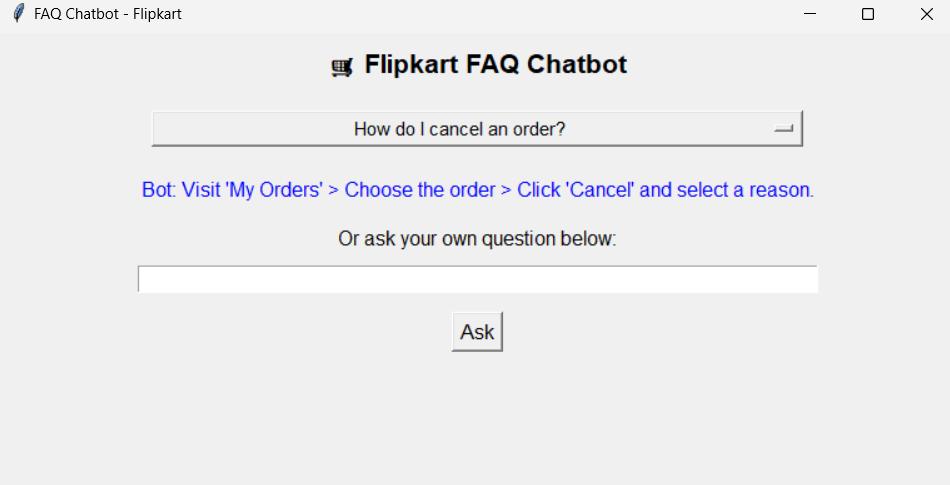 FAQ Chatbot - Flipkart
Flipkart FAQ Chatbot
How do I cancel an order?
Bot: Visit 'My Orders' > Choose the order > Click 'Cancel' and select a reason.
Or ask your own question below:
Ask